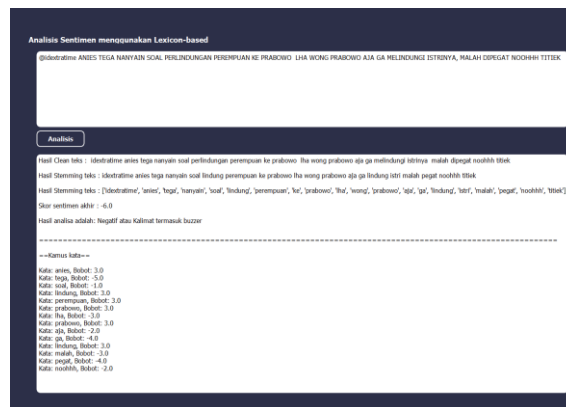 Analisis Sentimen menggunakan Lexicon-based
@idextratime ANIES TEGA NANYAIN SOAL PERLINDUNGAN PEREMPUAN KE PRABOWO LHA WONG PRABOWO AJA GA MELINDUNGI ISTRINYA, MALAH DIPEGAT NOOHHH TITIEK
Analisis
Hasil Clean teks : idextratime anies tega nanyain soal perlindungan perempuan ke prabowo lha wong prabowo aja ga melindungi istrinya malah dipegat noohhh titiek
Hasil Stemming teks : idextratime anies tega nanyain soal lindung perempuan ke prabowo lha wong prabowo aja ga lindung istri malah pegat noohhh titiek
Hasil Stemming teks : ['idextratime', 'anies', 'tega', 'nanyain', 'soal', 'lindung', 'perempuan', 'ke', 'prabowo', 'lha', 'wong', 'prabowo', 'aja', 'ga', 'lindung', 'istri', 'malah', 'pegat', 'noohhh', 'titiek']
Skor sentimen akhir : -6.0
Hasil analisa adalah: Negatif atau Kalimat termasuk buzzer
==Kamus kata==
Kata: anies, Bobot: 3.0
Kata: tega, Bobot: -5.0
Kata: soal, Bobot: -1.0
Kata: lindung, Bobot: 3.0
Kata: perempuan, Bobot: 3.0
Kata: prabowo, Bobot: 3.0
Kata: lha, Bobot: -3.0
Kata: prabowo, Bobot: 3.0
Kata: aja, Bobot: -2.0
Kata: ga, Bobot: -4.0
Kata: lindung, Bobot: 3.0
Kata: malah, Bobot: -3.0
Kata: pegat, Bobot: -4.0
Kata: noohhh, Bobot: -2.0